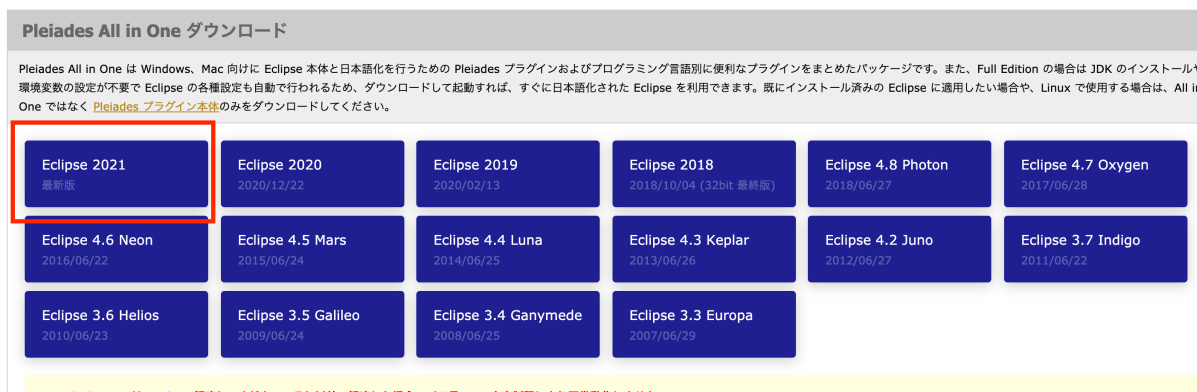 Pleiades All in One ダウンロード
Pleiades All in One は Windows、Mac 向けに Eclipse 本体と日本語化を行うための Pleiades プラグインおよびプログラミング言語別に便利なプラグインをまとめたパッケージです。また、Full Edition の場合は JDK のインストールや
環境変数の設定が不要で Eclipse の各種設定も自動で行われるため、ダウンロードして起動すれば、すぐに日本語化された Eclipse を利用できます。既にインストール済みの Eclipse に適用したい場合や、Linux で使用する場合は、All in
One ではなく Pleiades プラグイン本体のみをダウンロードしてください。
Eclipse 2021
最新版
Eclipse 2020
2020/12/22
Eclipse 2019
2020/02/13
Eclipse 2018
2018/10/04 (32bit 最終版)
Eclipse 4.8 Photon
2018/06/27
Eclipse 4.7 Oxygen
2017/06/28
Eclipse 4.6 Neon
2016/06/22
Eclipse 4.5 Mars
2015/06/24
Eclipse 4.4 Luna
2014/06/25
Eclipse 4.3 Keplar
2013/06/26
Eclipse 4.2 Juno
2012/06/27
Eclipse 3.7 Indigo
2011/06/22
Eclipse 3.6 Helios
2010/06/23
Eclipse 3.5 Galileo
2009/06/24
Eclipse 3.4 Ganymede
2008/06/25
Eclipse 3.3 Europa
2007/06/29